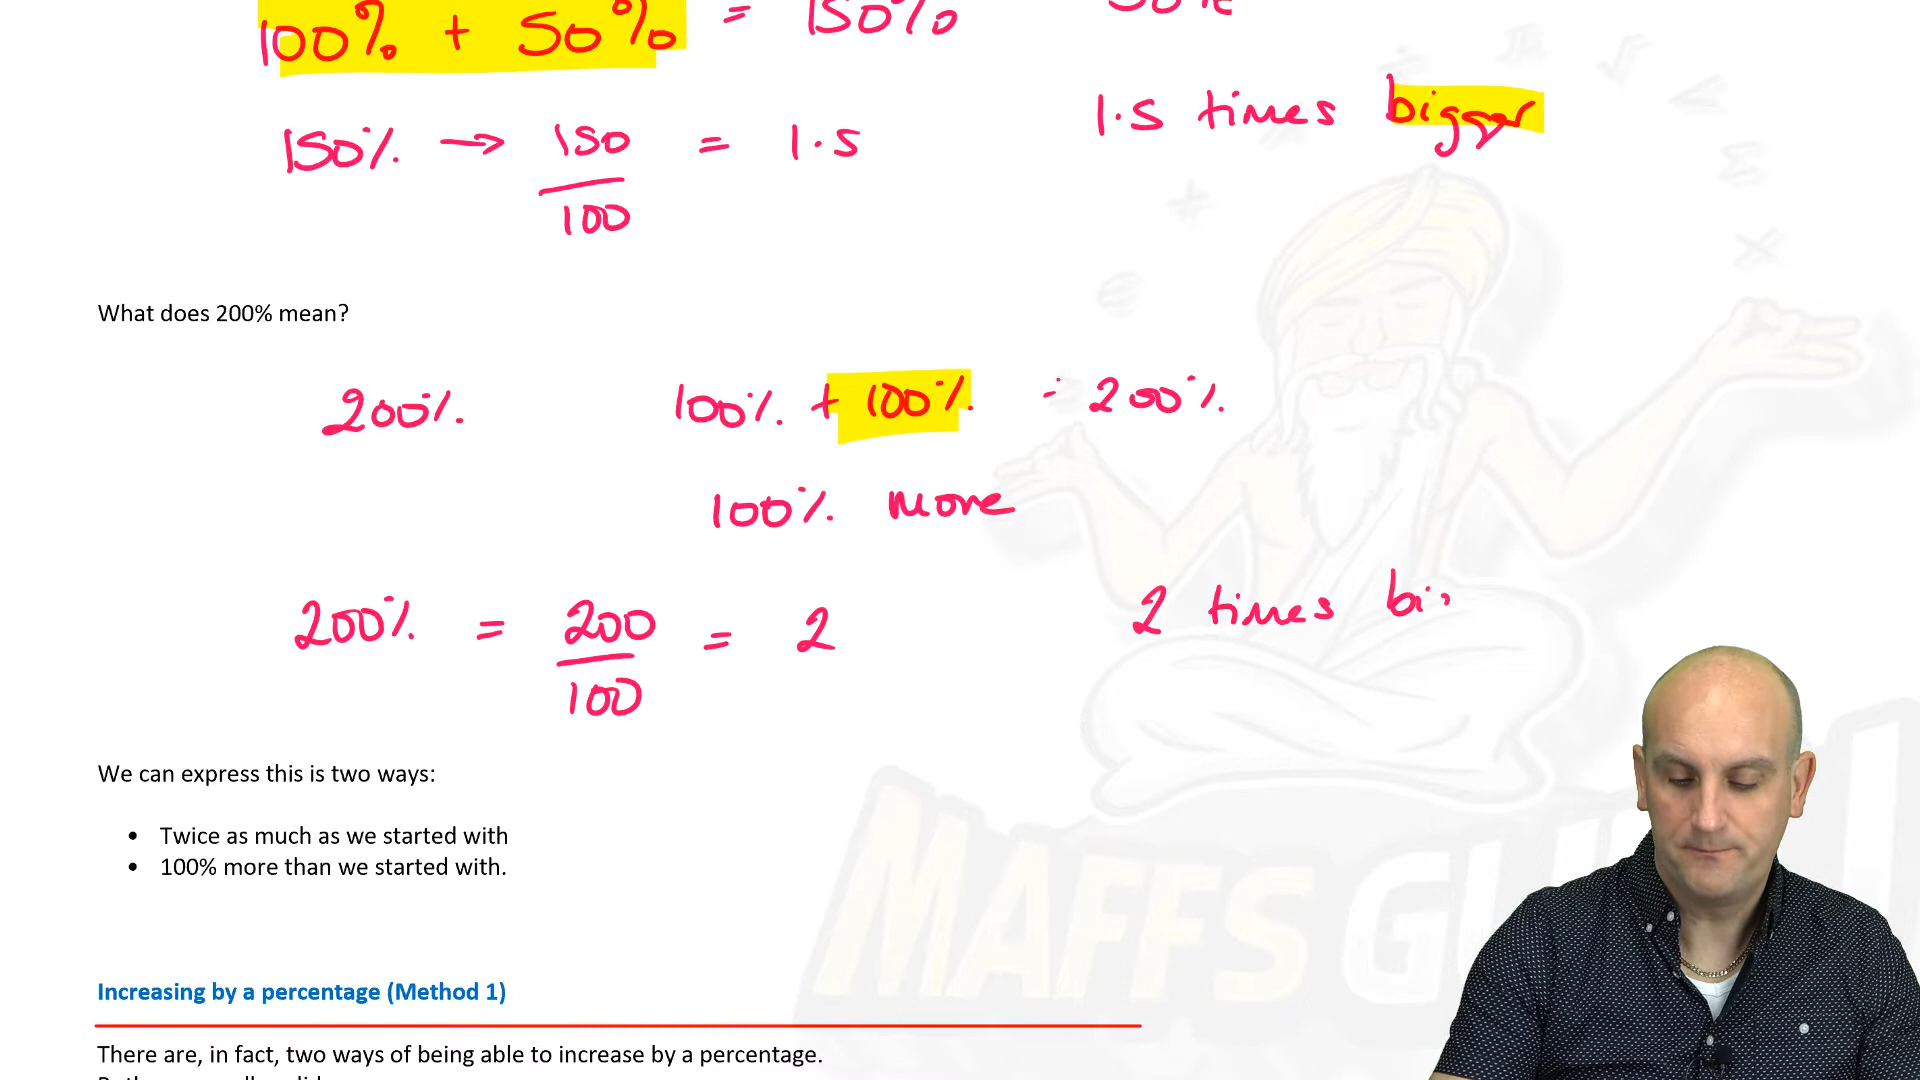 100% + 50% = 150%
150% → 150/100 = 1.5
1.5 times bigger
What does 200% mean?
200% 100% + 100% = 200%
100% more
200% = 200/100 = 2
2 times bi
We can express this is two ways:
• Twice as much as we started with
• 100% more than we started with.
MAFFS
Increasing by a percentage (Method 1)
There are, in fact, two ways of being able to increase by a percentage.